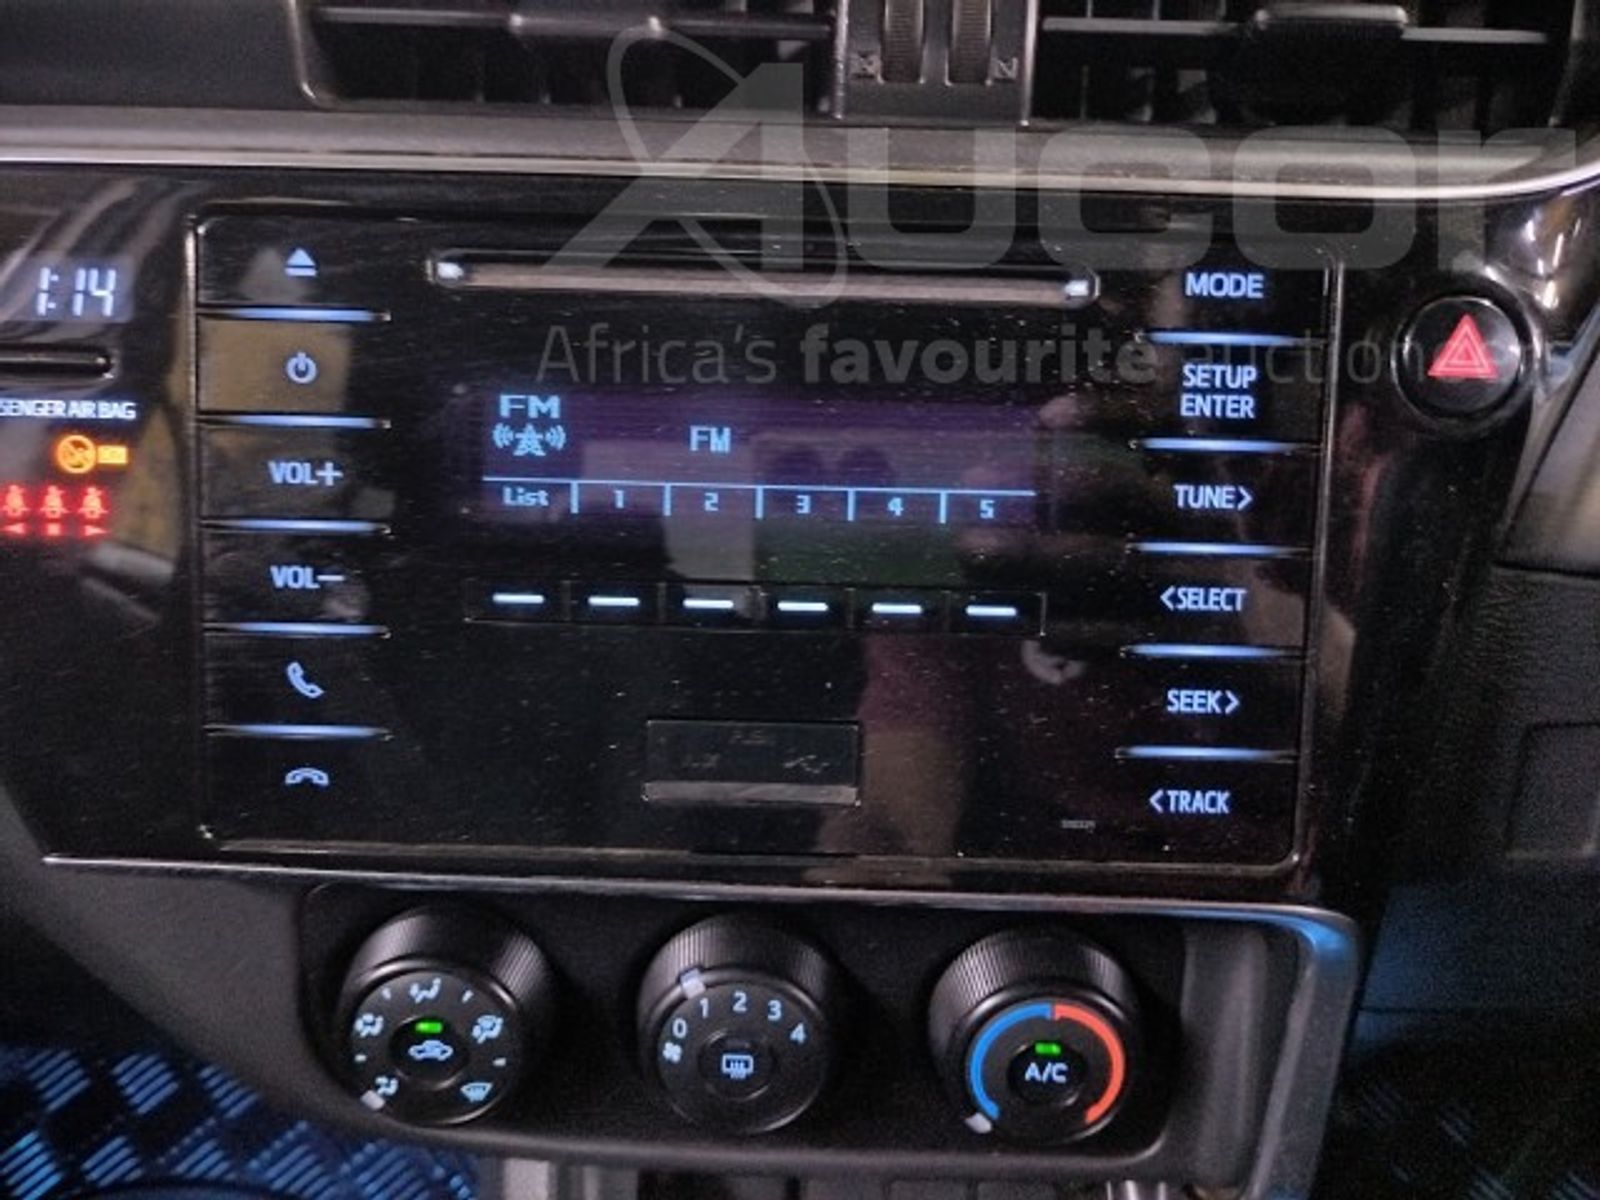 Aucor
Africa's favourite auction
1:14
SENGER AIR BAG
MODE
SETUP
ENTER
VOL+
VOL-
FM
FM
List 1 2 3 4 5
TUNE>
<SELECT
SEEK>
<TRACK
0 1 2 3 4
A/C